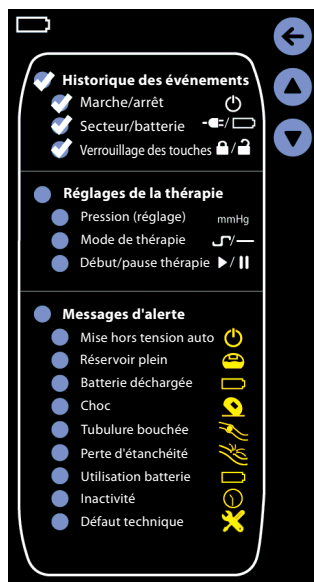 Historique des événements
Marche/arrêt
Secteur/batterie
Verrouillage des touches
Réglages de la thérapie
Pression (réglage) mmHg
Mode de thérapie
Début/pause thérapie
Messages d'alerte
Mise hors tension auto
Réservoir plein
Batterie déchargée
Choc
Tubulure bouchée
Perte d'étanchéité
Utilisation batterie
Inactivité
Défaut technique